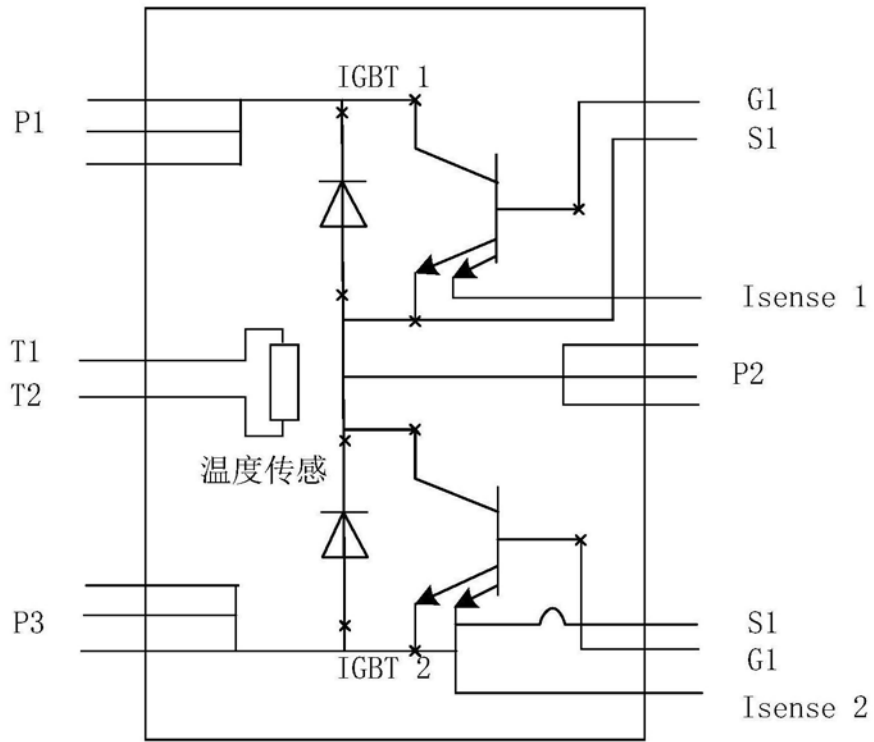 IGBT 1
G1
P1
S1
Isense 1
T1
P2
T2
温度传感
P3
S1
IGBT 2
G1
Isense 2